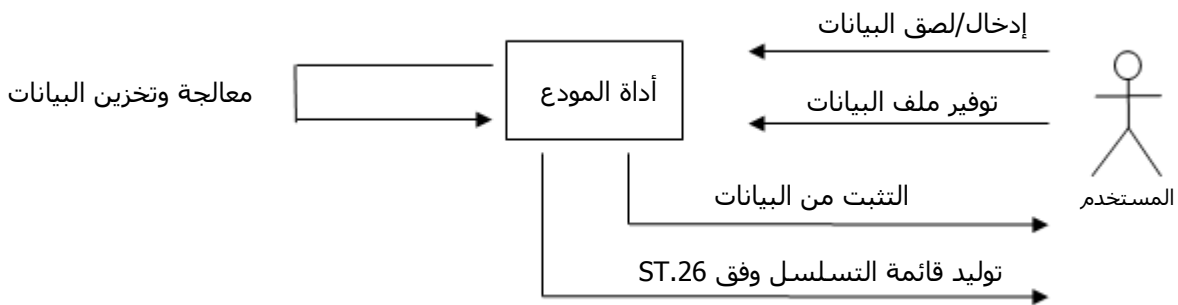 إدخال/لصق البيانات
أداة المودع
معالجة وتخزين البيانات
توفير ملف البيانات
المستخدم
التثبت من البيانات
توليد قائمة التسلسل وفق ST.26